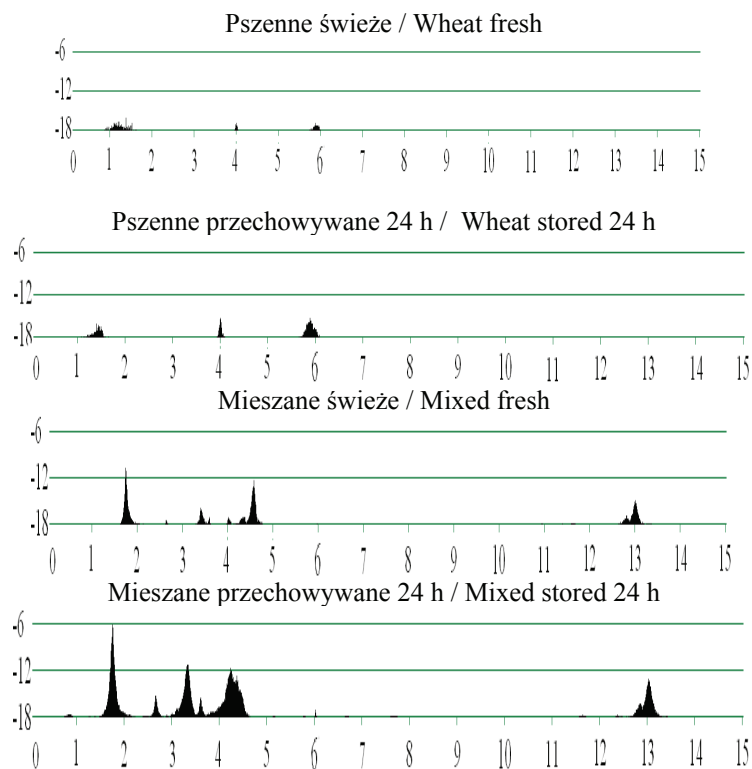 Pszenne świeże / Wheat fresh
-6
-12
-18
0 1 2 3 4 5 6 7 8 9 10 11 12 13 14 15
Pszenne przechowywane 24 h / Wheat stored 24 h
-6
-12
-18
0 1 2 3 4 5 6 7 8 9 10 11 12 13 14 15
Mieszane świeże / Mixed fresh
-6
-12
-18
0 1 2 3 4 5 6 7 8 9 10 11 12 13 14 15
Mieszane przechowywane 24 h / Mixed stored 24 h
-6
-12
-18
0 1 2 3 4 5 6 7 8 9 10 11 12 13 14 15